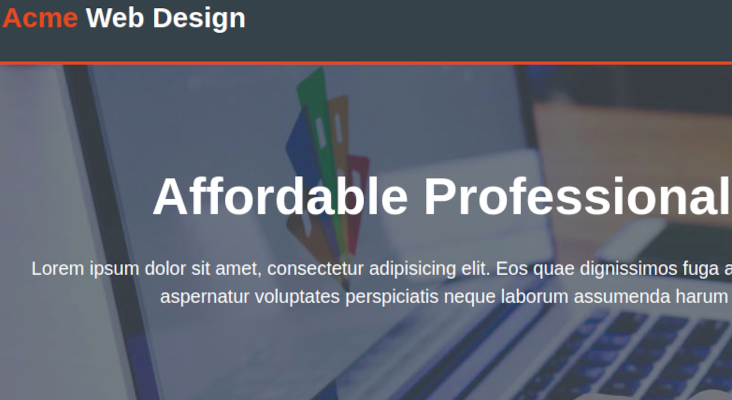 Acme Web Design
Affordable Professional
Lorem ipsum dolor sit amet, consectetur adipisicing elit. Eos quae dignissimos fuga a
aspernatur voluptates perspiciatis neque laborum assumenda harum